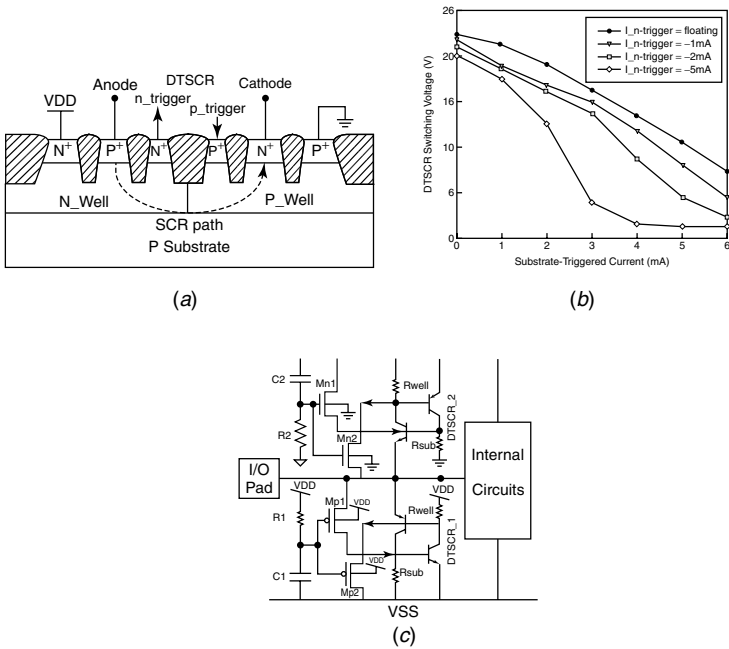 Anode
DTSCR
Cathode
VDD
n_trigger
p_trigger
N+
P+
N+
P+
N+
P+
N_Well
P_Well
SCR path
P Substrate
(a)
DTSCR Switching Voltage (V)
26
20
16
10
6
0
0 1 2 3 4 5 6
Substrate-Triggered Current (mA)
I_n-trigger = floating
I_n-trigger = −1mA
I_n-trigger = −2mA
I_n-trigger = −5mA
(b)
C2
Mn1
Rwell
R2
Mn2
Rsub
DTSCR_2
I/O
Pad
Internal
Circuits
VDD
Mp1
VDD
VDD
R1
Rwell
DTSCR_1
C1
VDD
Mp2
Rsub
VSS
(c)